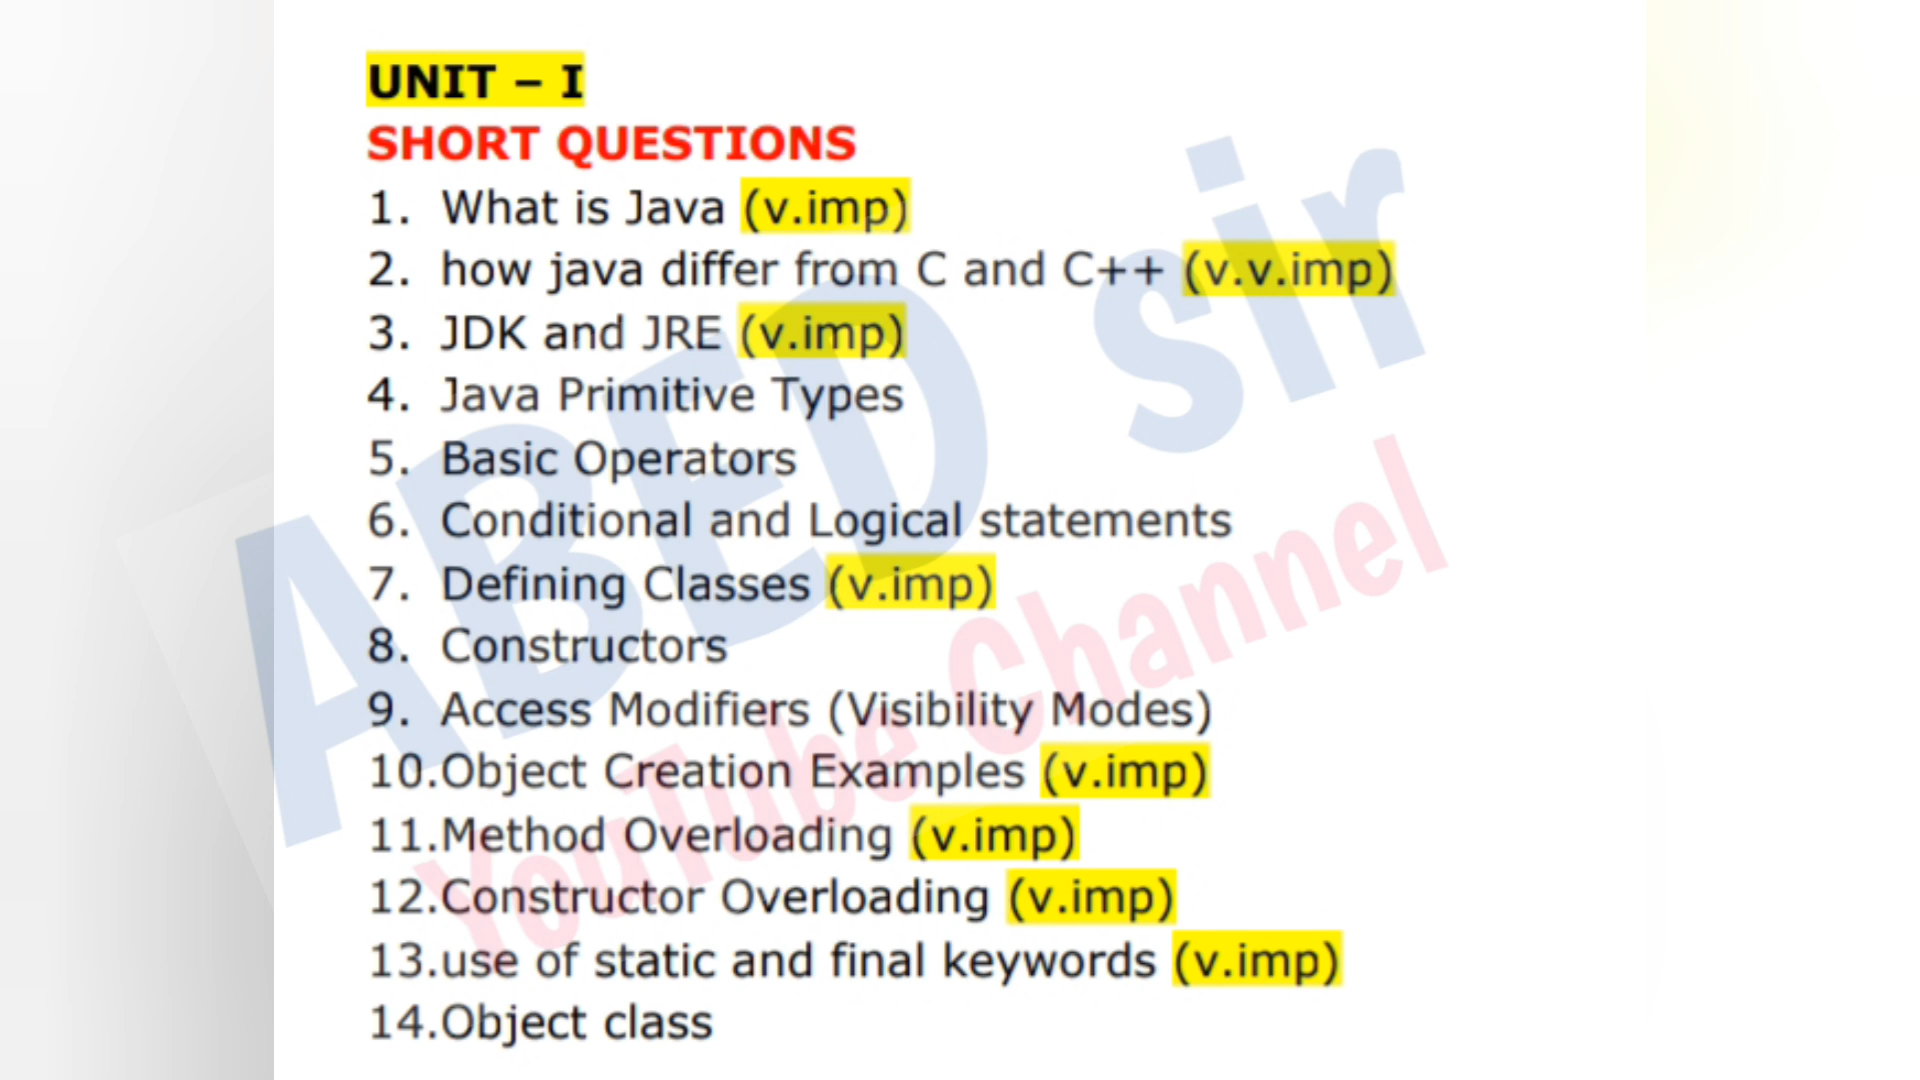 UNIT – I
SHORT QUESTIONS
1. What is Java (v.imp)
2. how java differ from C and C++ (v.v.imp)
3. JDK and JRE (v.imp)
4. Java Primitive Types
5. Basic Operators
6. Conditional and Logical statements
7. Defining Classes (v.imp)
8. Constructors
9. Access Modifiers (Visibility Modes)
10.Object Creation Examples (v.imp)
11.Method Overloading (v.imp)
12.Constructor Overloading (v.imp)
13.use of static and final keywords (v.imp)
14.Object class
ABED sir
YouTube Channel